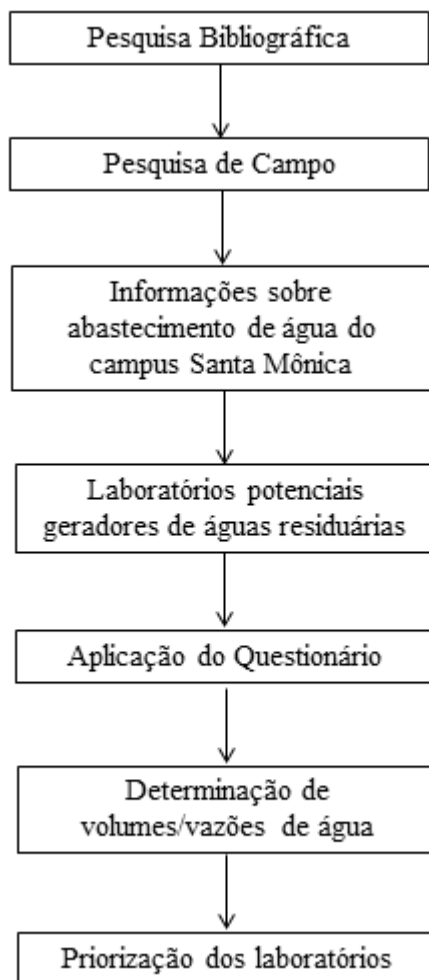 Pesquisa Bibliográfica
Pesquisa de Campo
Informações sobre
abastecimento de água do
campus Santa Mônica
Laboratórios potenciais
geradores de águas residuárias
Aplicação do Questionário
Determinação de
volumes/vazões de água
Priorização dos laboratórios